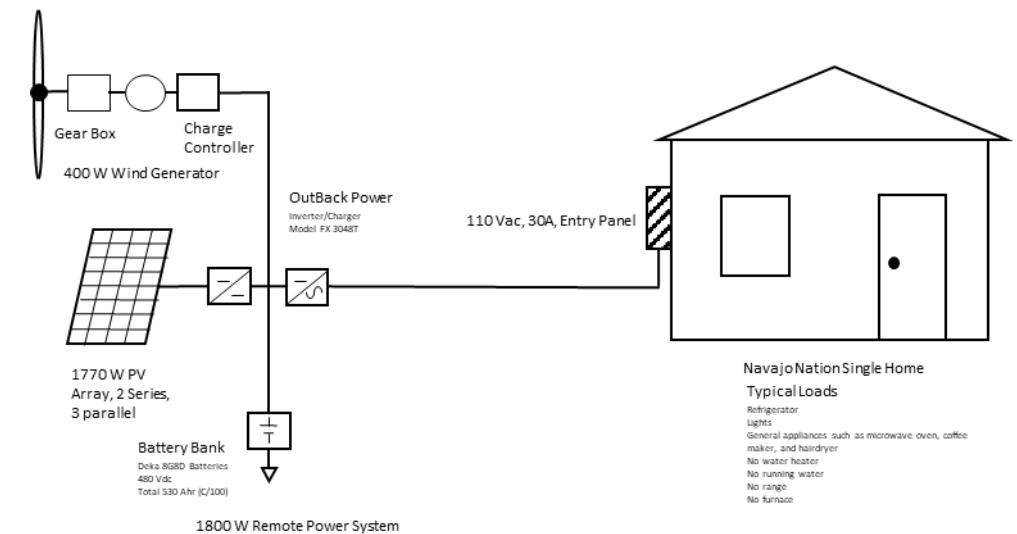 Gear Box
Charge
Controller
400 W Wind Generator
OutBack Power
Inverter/Charger
Model FX 3048T
110 Vac, 30A, Entry Panel
1770 W PV
Array, 2 Series,
3 parallel
Battery Bank
Deka 8G8D Batteries
480 Vdc
Total 530 Ahr (C/100)
1800 W Remote Power System
Navajo Nation Single Home
Typical Loads
Refrigerator
Lights
General appliances such as microwave oven, coffee
maker, and hairdryer
No water heater
No running water
No range
No furnace